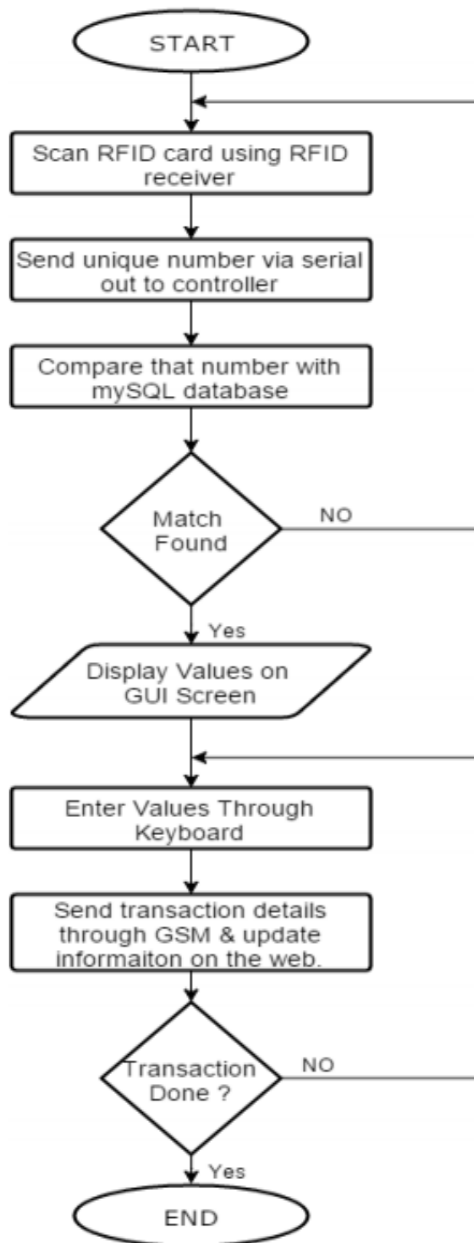 START
Scan RFID card using RFID
receiver
Send unique number via serial
out to controller
Compare that number with
mySQL database
Match
Found
NO
Yes
Display Values on
GUI Screen
Enter Values Through
Keyboard
Send transaction details
through GSM & update
informaiton on the web.
Transaction
Done ?
NO
Yes
END